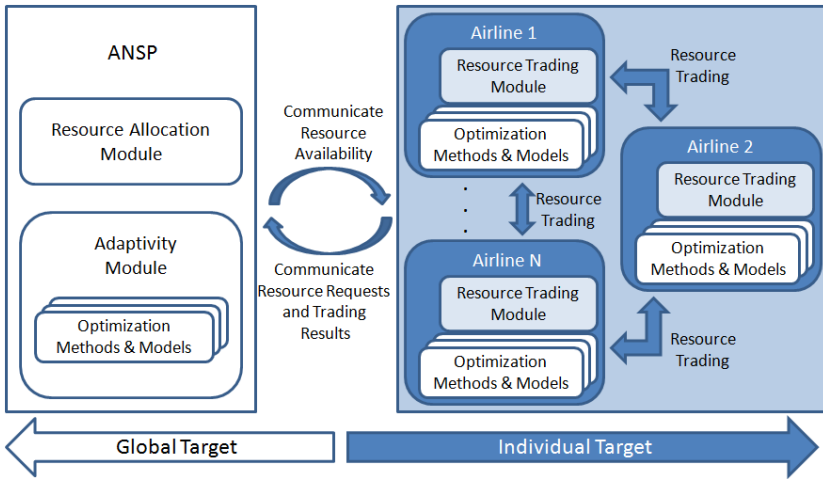 ANSP
Resource Allocation
Module
Adaptivity
Module
Optimization
Methods & Models
Communicate
Resource
Availability
Communicate
Resource Requests
and Trading
Results
Airline 1
Resource Trading
Module
Optimization
Methods & Models
Resource
Trading
Airline 2
Resource Trading
Module
Optimization
Methods & Models
Resource
Trading
Airline N
Resource Trading
Module
Optimization
Methods & Models
Resource
Trading
Global Target
Individual Target